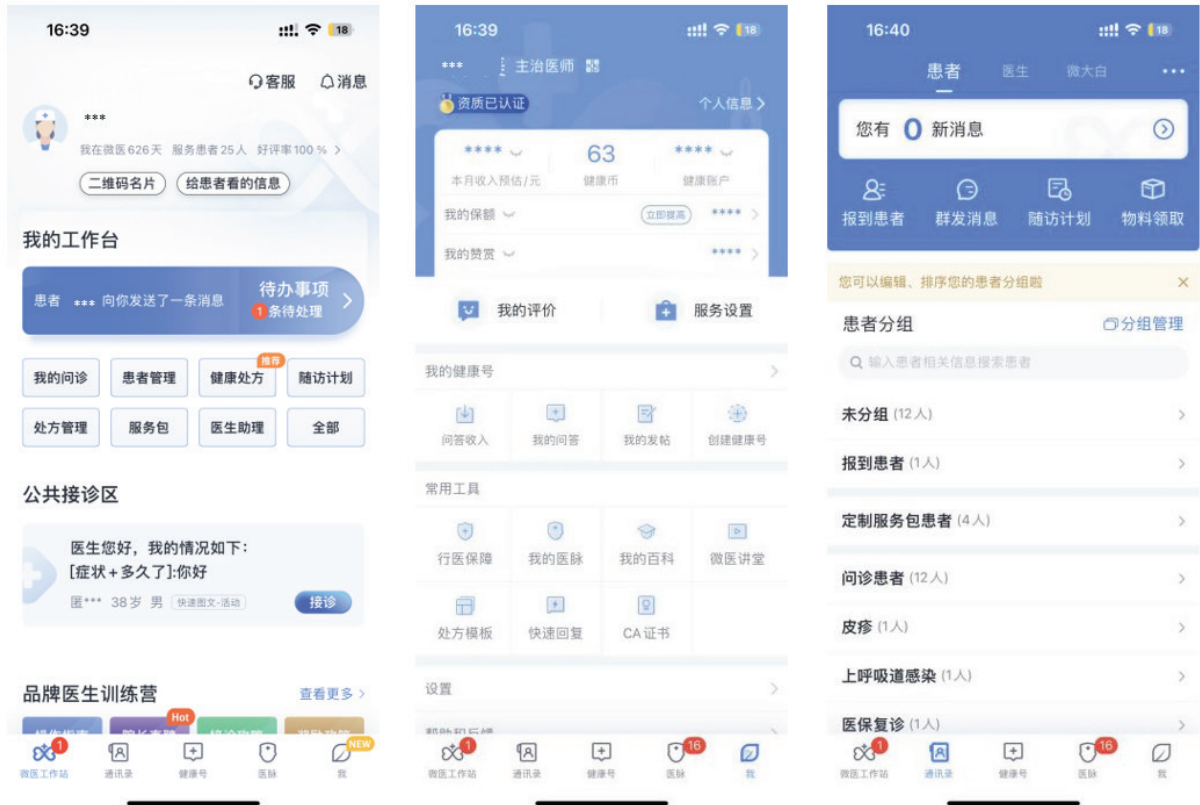 16:39
18
客服 消息
***
我在微医626天 服务患者25人 好评率100% >
二维码名片 给患者看的信息
我的工作台
患者 *** 向你发送了一条消息
待办事项
1条待处理
推荐
我的问诊 患者管理 健康处方 随访计划
处方管理 服务包 医生助理 全部
公共接诊区
医生您好，我的情况如下：
[症状+多久了]:你好
匿*** 38岁 男 快速图文-活动 接诊
品牌医生训练营 查看更多 >
Hot
1 NEW
微医工作站 通讯录 健康号 医脉 我
16:39
18
*** 主治医师
资质已认证 个人信息 >
**** 63 ****
本月收入预估/元 健康币 健康账户
我的保额 立即提高 **** >
我的赞赏 **** >
我的评价 服务设置
我的健康号 >
问答收入 我的问答 我的发帖 创建健康号
常用工具
行医保障 我的医脉 我的百科 微医讲堂
处方模板 快速回复 CA证书
设置 >
帮助和反馈
1 16
微医工作站 通讯录 健康号 医脉 我
16:40
18
患者 医生 微大白 •••
您有 0 新消息
报到患者 群发消息 随访计划 物料领取
您可以编辑、排序您的患者分组啦 ×
患者分组 分组管理
输入患者相关信息搜索患者
未分组 (12人) >
报到患者 (1人) >
定制服务包患者 (4人) >
问诊患者 (12人) >
皮疹 (1人) >
上呼吸道感染 (1人) >
医保复诊 (1人) >
1 16
微医工作站 通讯录 健康号 医脉 我